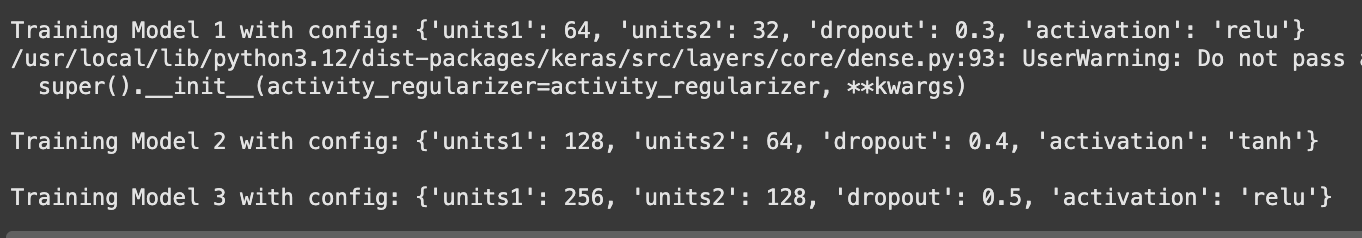 Training Model 1 with config: {'units1': 64, 'units2': 32, 'dropout': 0.3, 'activation': 'relu'}
/usr/local/lib/python3.12/dist-packages/keras/src/layers/core/dense.py:93: UserWarning: Do not pass
super().__init__(activity_regularizer=activity_regularizer, **kwargs)
Training Model 2 with config: {'units1': 128, 'units2': 64, 'dropout': 0.4, 'activation': 'tanh'}
Training Model 3 with config: {'units1': 256, 'units2': 128, 'dropout': 0.5, 'activation': 'relu'}